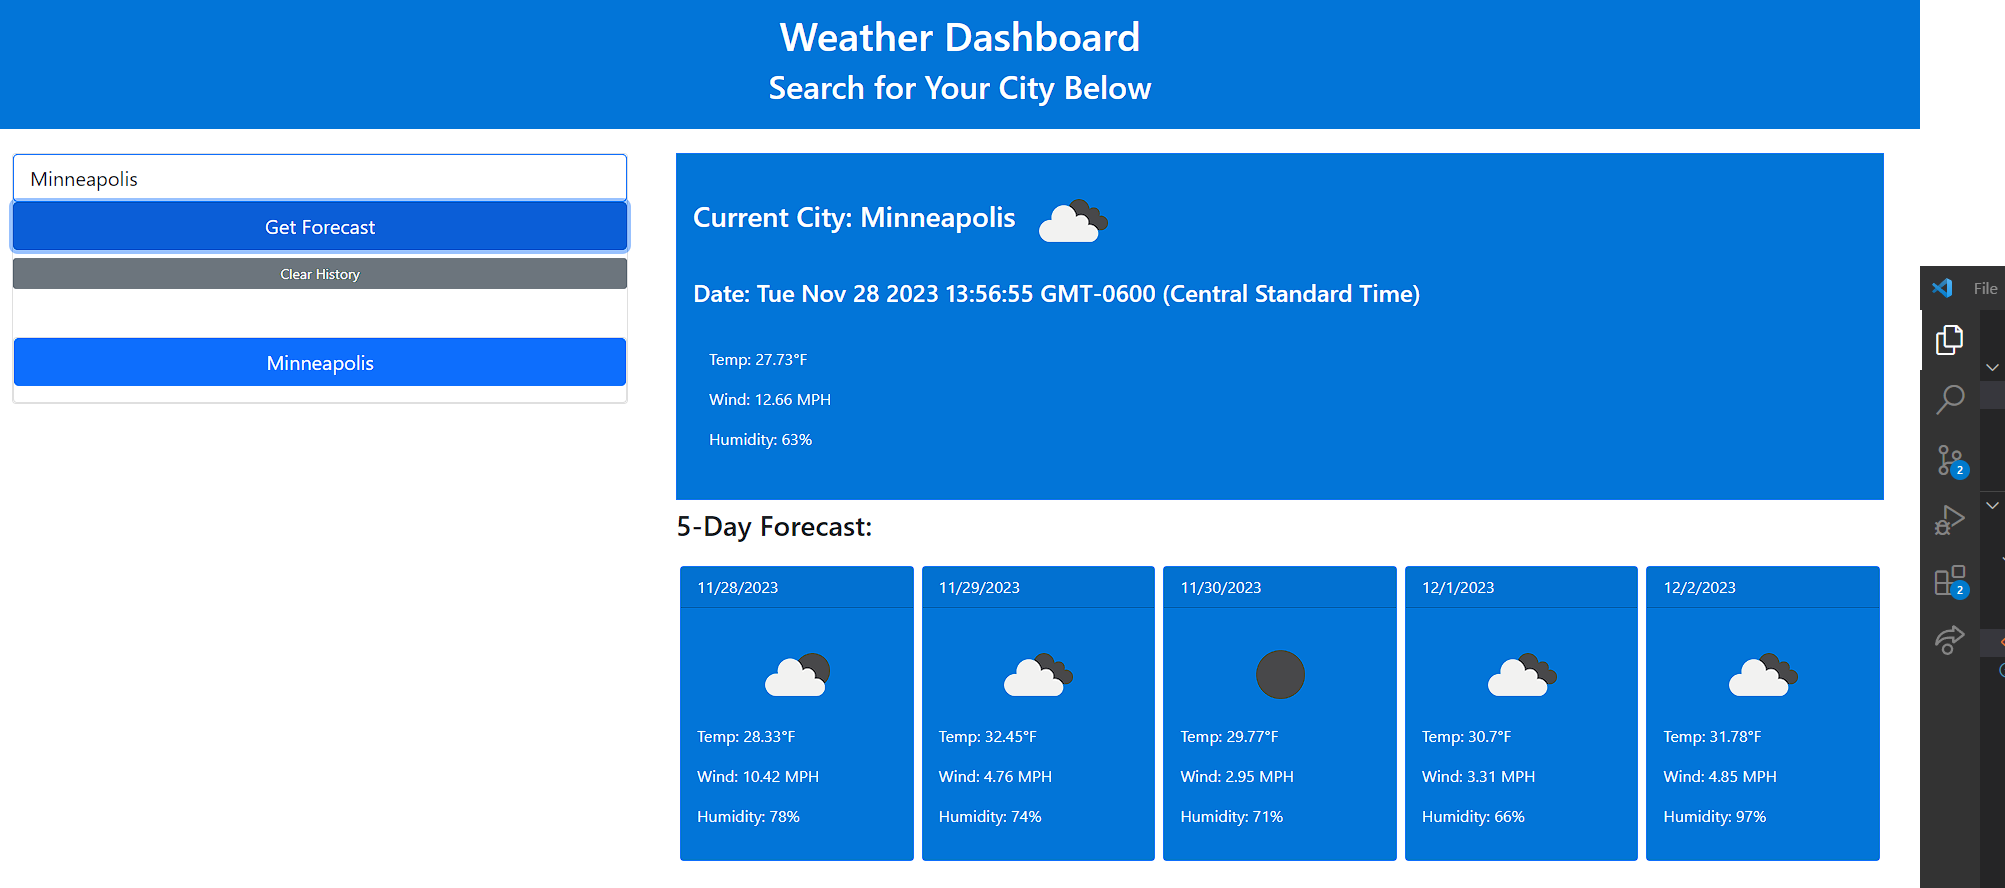 Weather Dashboard
Search for Your City Below
Minneapolis
Get Forecast
Clear History
Minneapolis
Current City: Minneapolis
Date: Tue Nov 28 2023 13:56:55 GMT-0600 (Central Standard Time)
Temp: 27.73°F
Wind: 12.66 MPH
Humidity: 63%
5-Day Forecast:
11/28/2023
Temp: 28.33°F
Wind: 10.42 MPH
Humidity: 78%
11/29/2023
Temp: 32.45°F
Wind: 4.76 MPH
Humidity: 74%
11/30/2023
Temp: 29.77°F
Wind: 2.95 MPH
Humidity: 71%
12/1/2023
Temp: 30.7°F
Wind: 3.31 MPH
Humidity: 66%
12/2/2023
Temp: 31.78°F
Wind: 4.85 MPH
Humidity: 97%
File
2
2